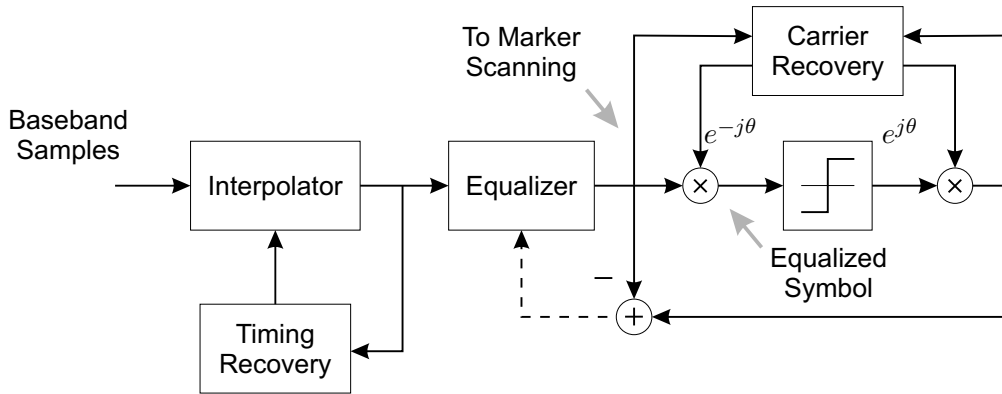 To Marker
Scanning
Carrier
Recovery
Baseband
Samples
Interpolator
Equalizer
e^{-jθ}
e^{jθ}
×
×
Equalized
Symbol
−
+
Timing
Recovery